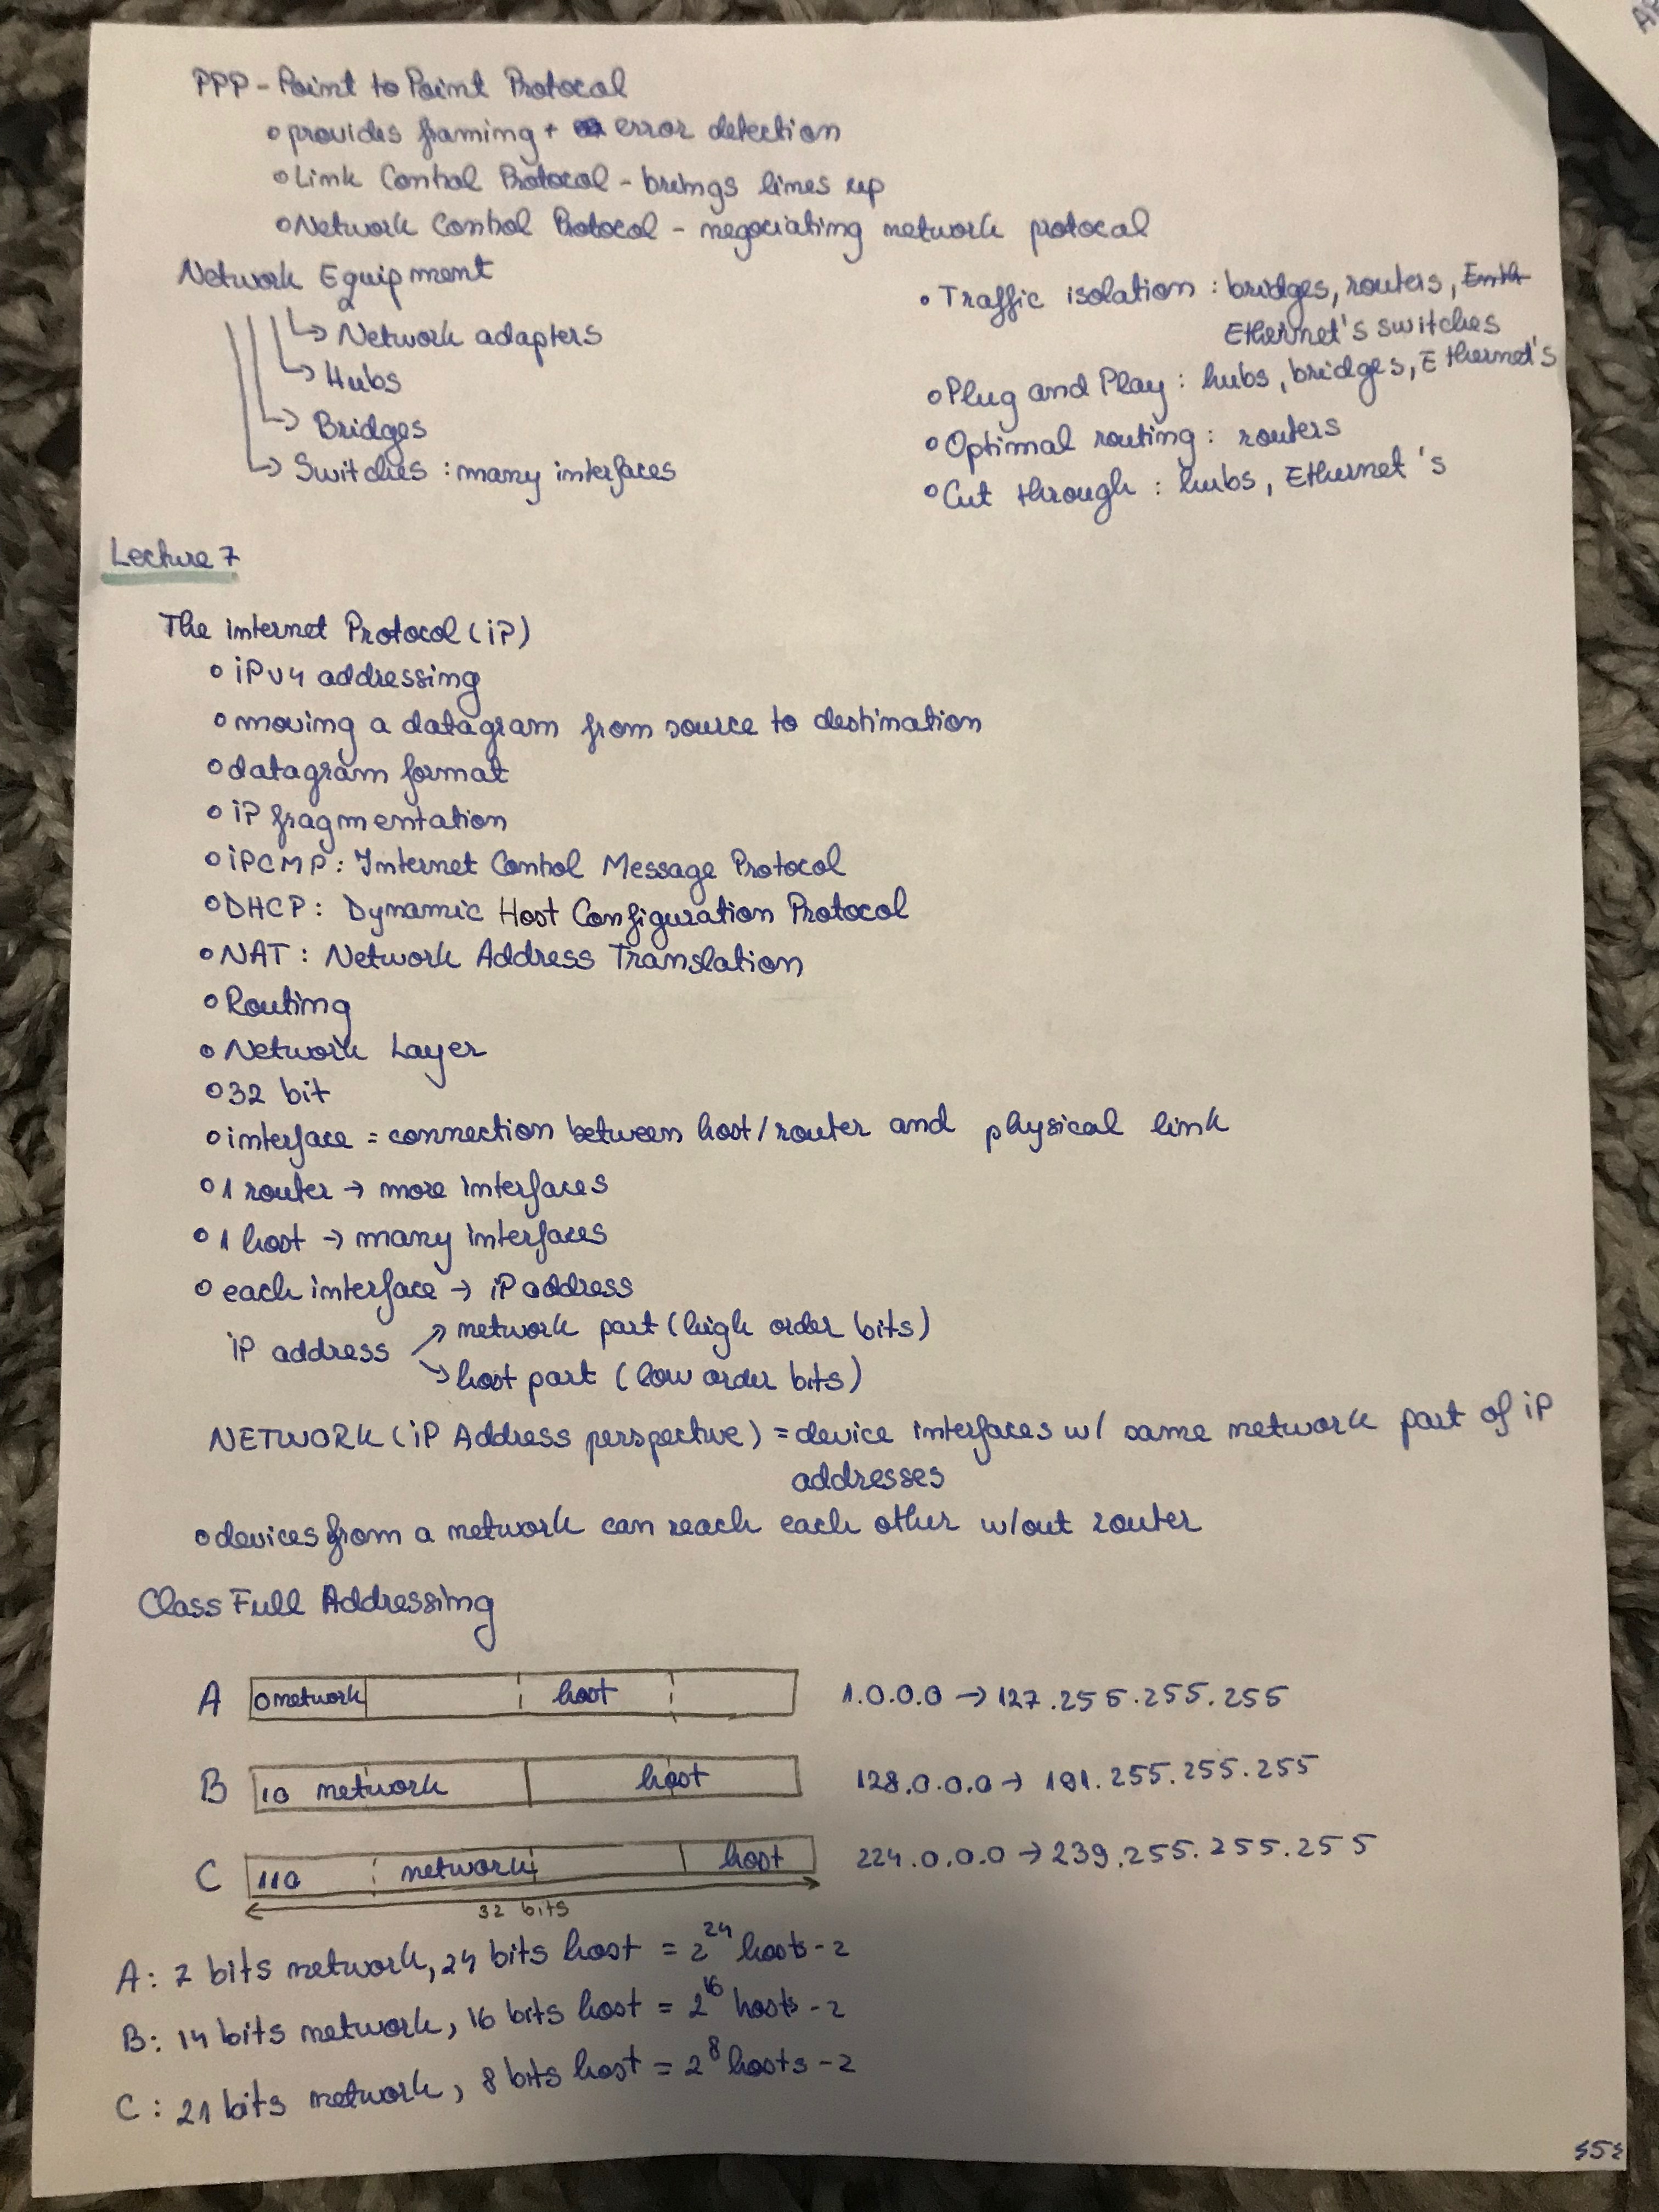 PPP - Point to Point Protocol
o provides framing + error detection
o Link Control Protocol - brings lines up
o Network Control Protocol - negociating network protocol
Network Equipment
→ Network adapters
→ Hubs
→ Bridges
→ Switches : many interfaces
• Traffic isolation : bridges, routers,
Ethernet's switches
o Plug and Play : hubs, bridges, Ethernet's
o Optimal routing : routers
o Cut through : hubs, Ethernet's
Lecture 7
The internet Protocol (iP)
o iPv4 addressing
o moving a datagram from source to destination
o datagram format
o iP fragmentation
o iPCMP : Internet Control Message Protocol
o DHCP : Dynamic Host Configuration Protocol
o NAT : Network Address Translation
o Routing
o Network Layer
o 32 bit
o interface = connection between host/router and physical link
o 1 router → more interfaces
o 1 host → many interfaces
o each interface → iP address
iP address ↗ network part (high order bits)
↘ host part (low order bits)
NETWORK (iP Address perspective) = device interfaces w/ same network part of iP
addresses
o devices from a network can reach each other w/out router
Class Full Addressing
A 0 network host 1.0.0.0 → 127.255.255.255
B 10 network host 128.0.0.0 → 191.255.255.255
C 110 network host 224.0.0.0 → 239.255.255.255
32 bits
A: 7 bits network, 24 bits host = 2^24 hosts - 2
B: 14 bits network, 16 bits host = 2^16 hosts - 2
C : 21 bits network, 8 bits host = 2^8 hosts - 2